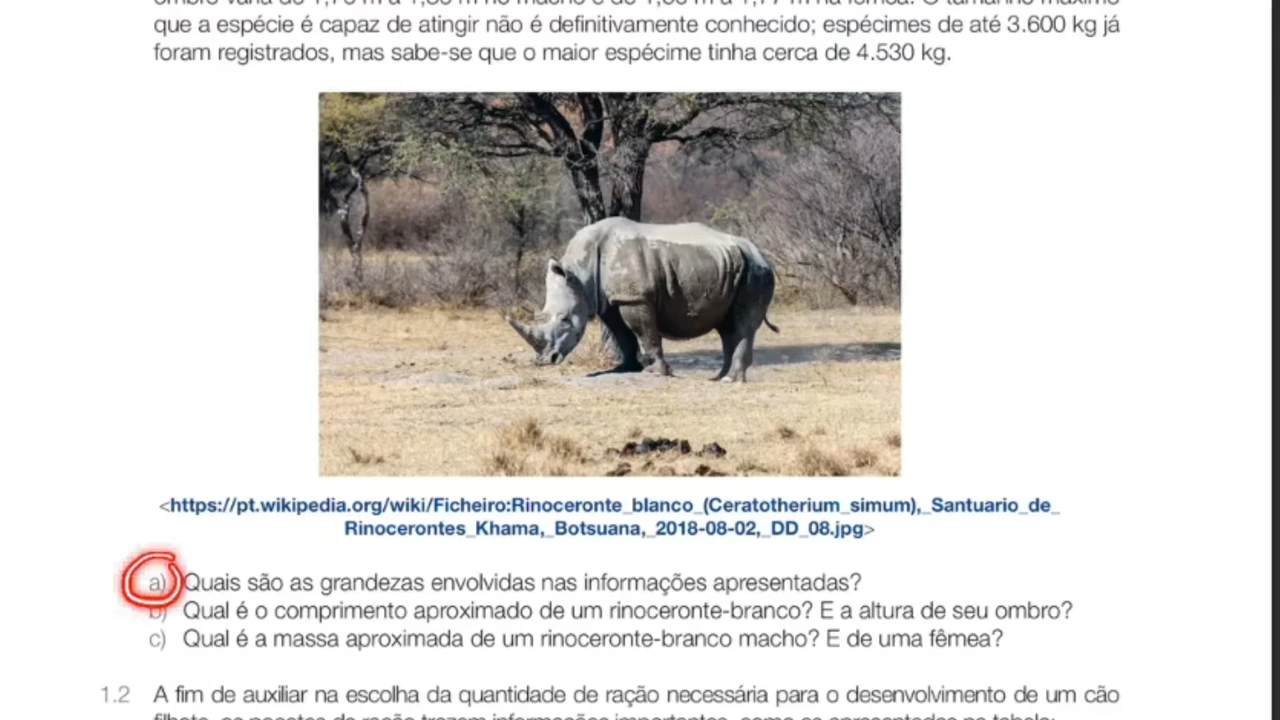 que a espécie é capaz de atingir não é definitivamente conhecido; espécimes de até 3.600 kg já
foram registrados, mas sabe-se que o maior espécime tinha cerca de 4.530 kg.
<https://pt.wikipedia.org/wiki/Ficheiro:Rinoceronte_blanco_(Ceratotherium_simum),_Santuario_de_
Rinocerontes_Khama,_Botsuana,_2018-08-02,_DD_08.jpg>
a) Quais são as grandezas envolvidas nas informações apresentadas?
b) Qual é o comprimento aproximado de um rinoceronte-branco? E a altura de seu ombro?
c) Qual é a massa aproximada de um rinoceronte-branco macho? E de uma fêmea?
1.2 A fim de auxiliar na escolha da quantidade de ração necessária para o desenvolvimento de um cão